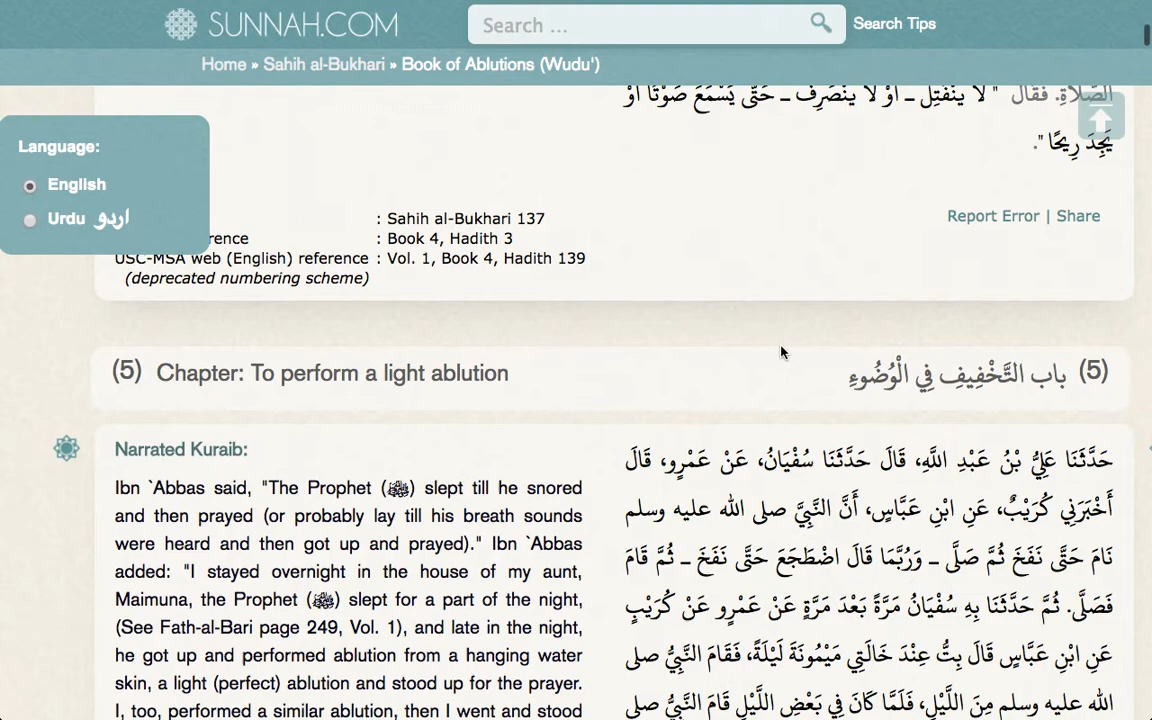 SUNNAH.COM
Search ...
Search Tips
Home » Sahih al-Bukhari » Book of Ablutions (Wudu')
الصَّلاَةِ. فَقَالَ " لاَ يَنْفَتِلْ ـ أَوْ لاَ يَنْصَرِفْ ـ حَتَّى يَسْمَعَ صَوْتًا أَوْ
يَجِدَ رِيحًا ".
Language:
English
Urdu اردو
: Sahih al-Bukhari 137
rence : Book 4, Hadith 3
USC-MSA web (English) reference : Vol. 1, Book 4, Hadith 139
(deprecated numbering scheme)
Report Error | Share
(5) Chapter: To perform a light ablution
(5) باب التَّخْفِيفِ فِي الْوُضُوءِ
Narrated Kuraib:
Ibn `Abbas said, "The Prophet (ﷺ) slept till he snored
and then prayed (or probably lay till his breath sounds
were heard and then got up and prayed)." Ibn `Abbas
added: "I stayed overnight in the house of my aunt,
Maimuna, the Prophet (ﷺ) slept for a part of the night,
(See Fath-al-Bari page 249, Vol. 1), and late in the night,
he got up and performed ablution from a hanging water
skin, a light (perfect) ablution and stood up for the prayer.
I, too, performed a similar ablution, then I went and stood
حَدَّثَنَا عَلِيُّ بْنُ عَبْدِ اللَّهِ، قَالَ حَدَّثَنَا سُفْيَانُ، عَنْ عَمْرٍو، قَالَ
أَخْبَرَنِي كُرَيْبٌ، عَنِ ابْنِ عَبَّاسٍ، أَنَّ النَّبِيَّ صلى الله عليه وسلم
نَامَ حَتَّى نَفَخَ ثُمَّ صَلَّى ـ وَرُبَّمَا قَالَ اضْطَجَعَ حَتَّى نَفَخَ ـ ثُمَّ قَامَ
فَصَلَّى. ثُمَّ حَدَّثَنَا بِهِ سُفْيَانُ مَرَّةً بَعْدَ مَرَّةٍ عَنْ عَمْرٍو عَنْ كُرَيْبٍ
عَنِ ابْنِ عَبَّاسٍ قَالَ بِتُّ عِنْدَ خَالَتِي مَيْمُونَةَ لَيْلَةً، فَقَامَ النَّبِيُّ صلى
الله عليه وسلم مِنَ اللَّيْلِ، فَلَمَّا كَانَ فِي بَعْضِ اللَّيْلِ قَامَ النَّبِيُّ صلى